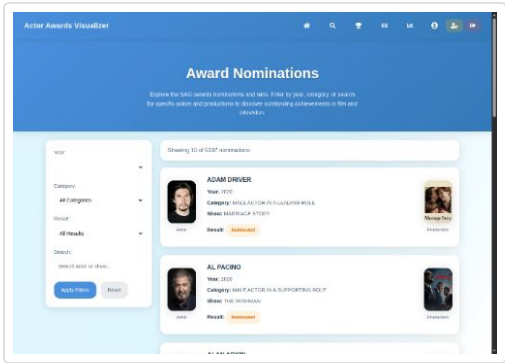 Actor Awards Visualizer
Award Nominations
Explore the SAG awards nominations and wins. Filter by year, category, or search
for specific actors and productions to discover outstanding achievements in film and
television.
Year:
Category:
All Categories
Result:
All Results
Search:
Search actor or show...
Apply Filters
Reset
Showing 10 of nominations
ADAM DRIVER
Year: 2020
Category: MALE ACTOR IN A LEADING ROLE
Show: MARRIAGE STORY
Result: Nominated
Actor
Marriage Story
Production
AL PACINO
Year: 2020
Category: MALE ACTOR IN A SUPPORTING ROLE
Show: THE IRISHMAN
Result: Nominated
Actor
Production